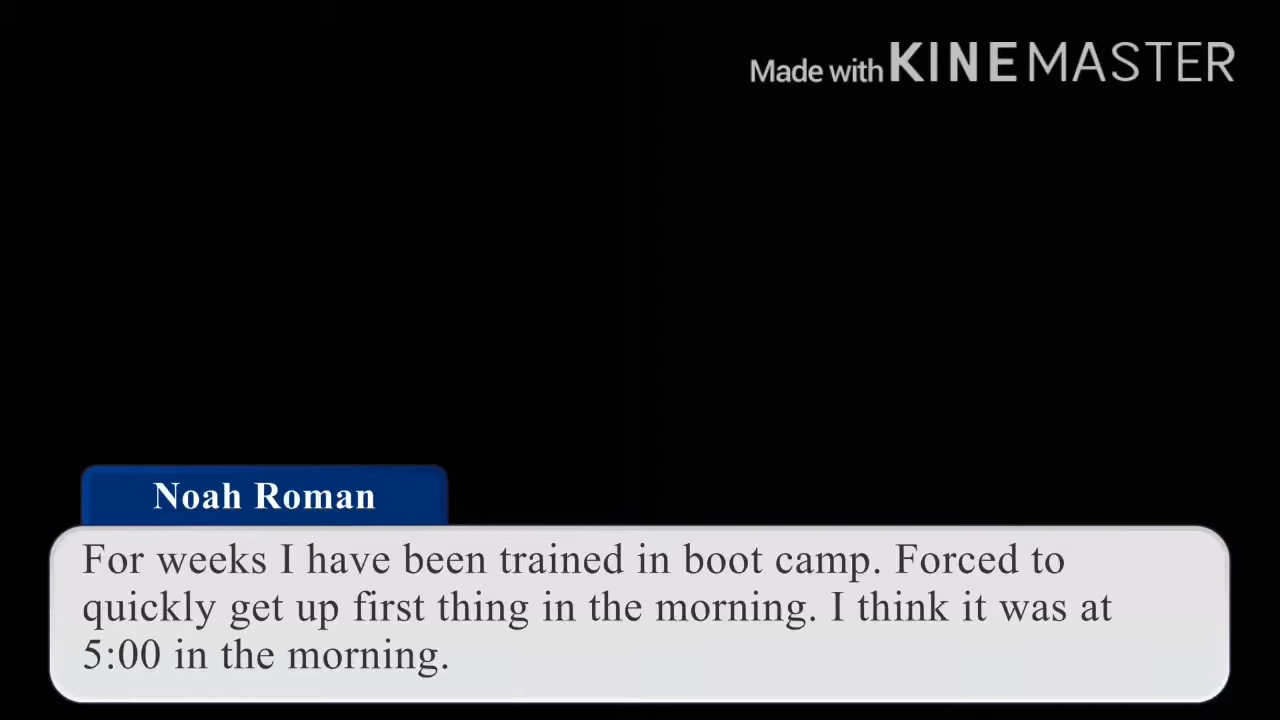 Made with KINEMASTER
Noah Roman
For weeks I have been trained in boot camp. Forced to
quickly get up first thing in the morning. I think it was at
5:00 in the morning.